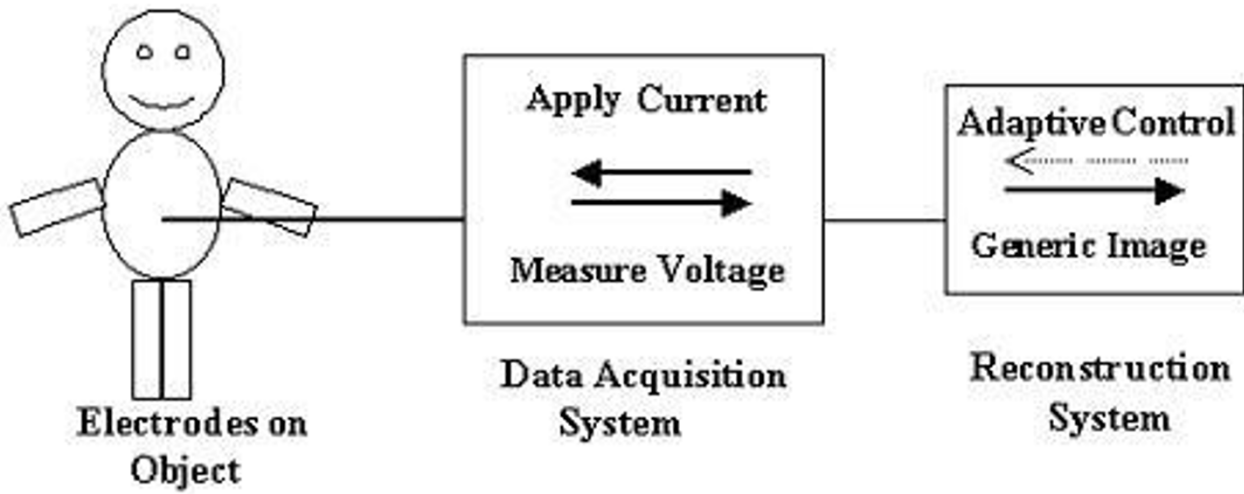 Apply Current
Measure Voltage
Adaptive Control
Generic Image
Electrodes on
Object
Data Acquisition
System
Reconstruction
System